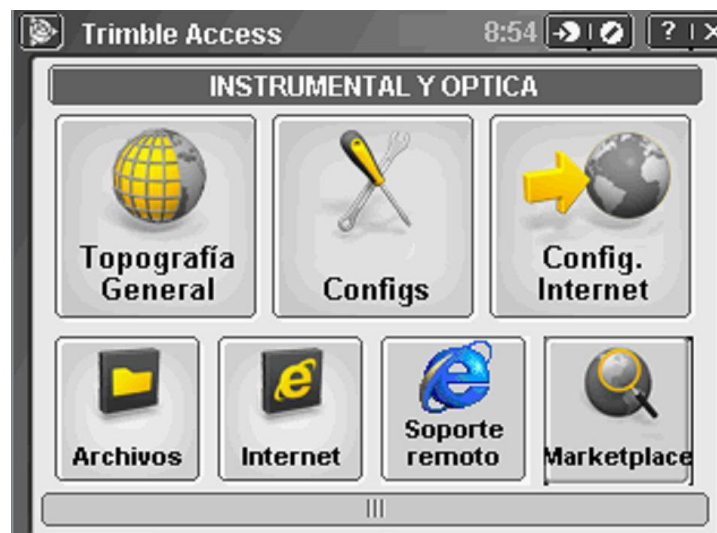 Trimble Access 8:54 ? X
INSTRUMENTAL Y OPTICA
Topografía
General
Configs
Config.
Internet
Archivos
Internet
Soporte
remoto
Marketplace